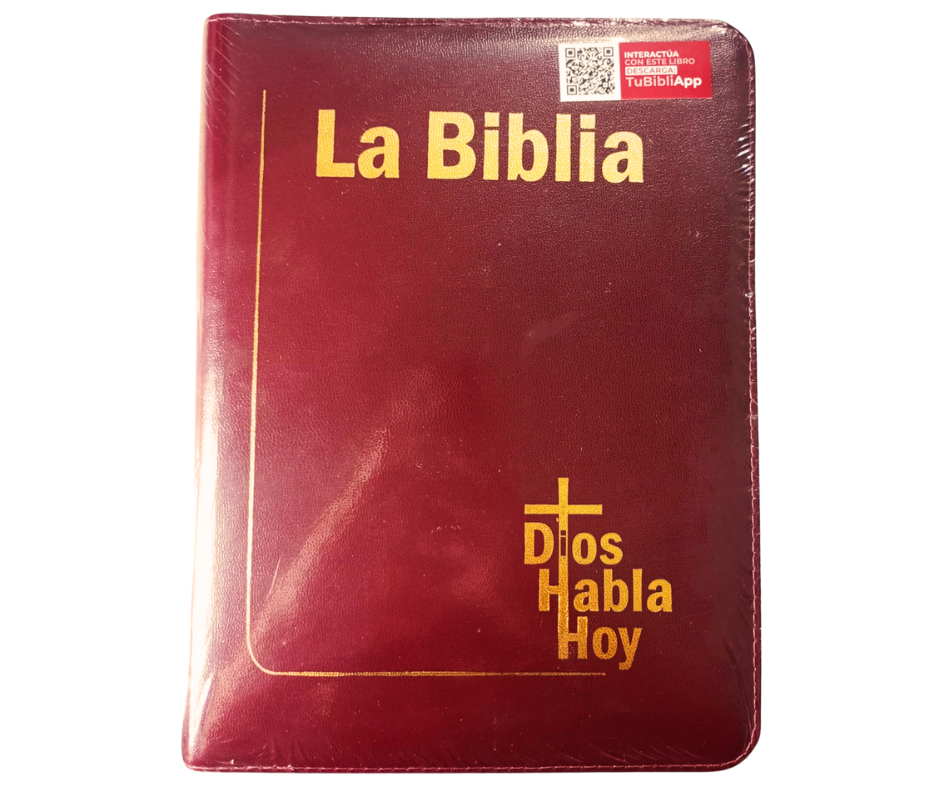 INTERACTÚA
CON ESTE LIBRO
DESCARGA:
TuBibliApp
La Biblia
Dios
Habla
Hoy